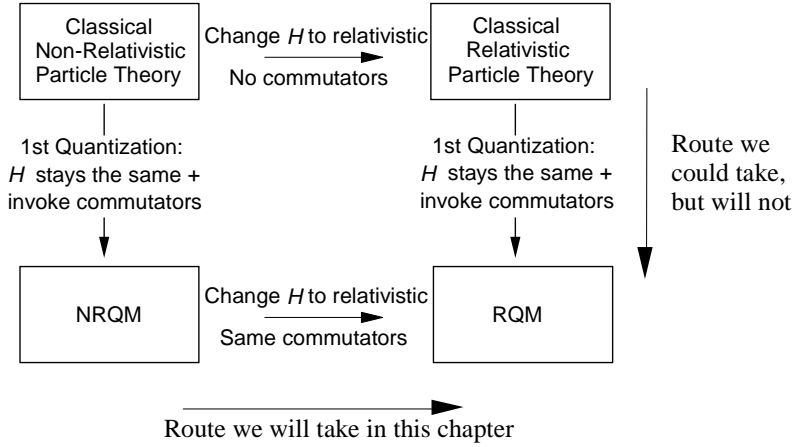 Classical
Non-Relativistic
Particle Theory
Change H to relativistic
No commutators
Classical
Relativistic
Particle Theory
1st Quantization:
H stays the same +
invoke commutators
1st Quantization:
H stays the same +
invoke commutators
Route we
could take,
but will not
NRQM
Change H to relativistic
Same commutators
RQM
Route we will take in this chapter